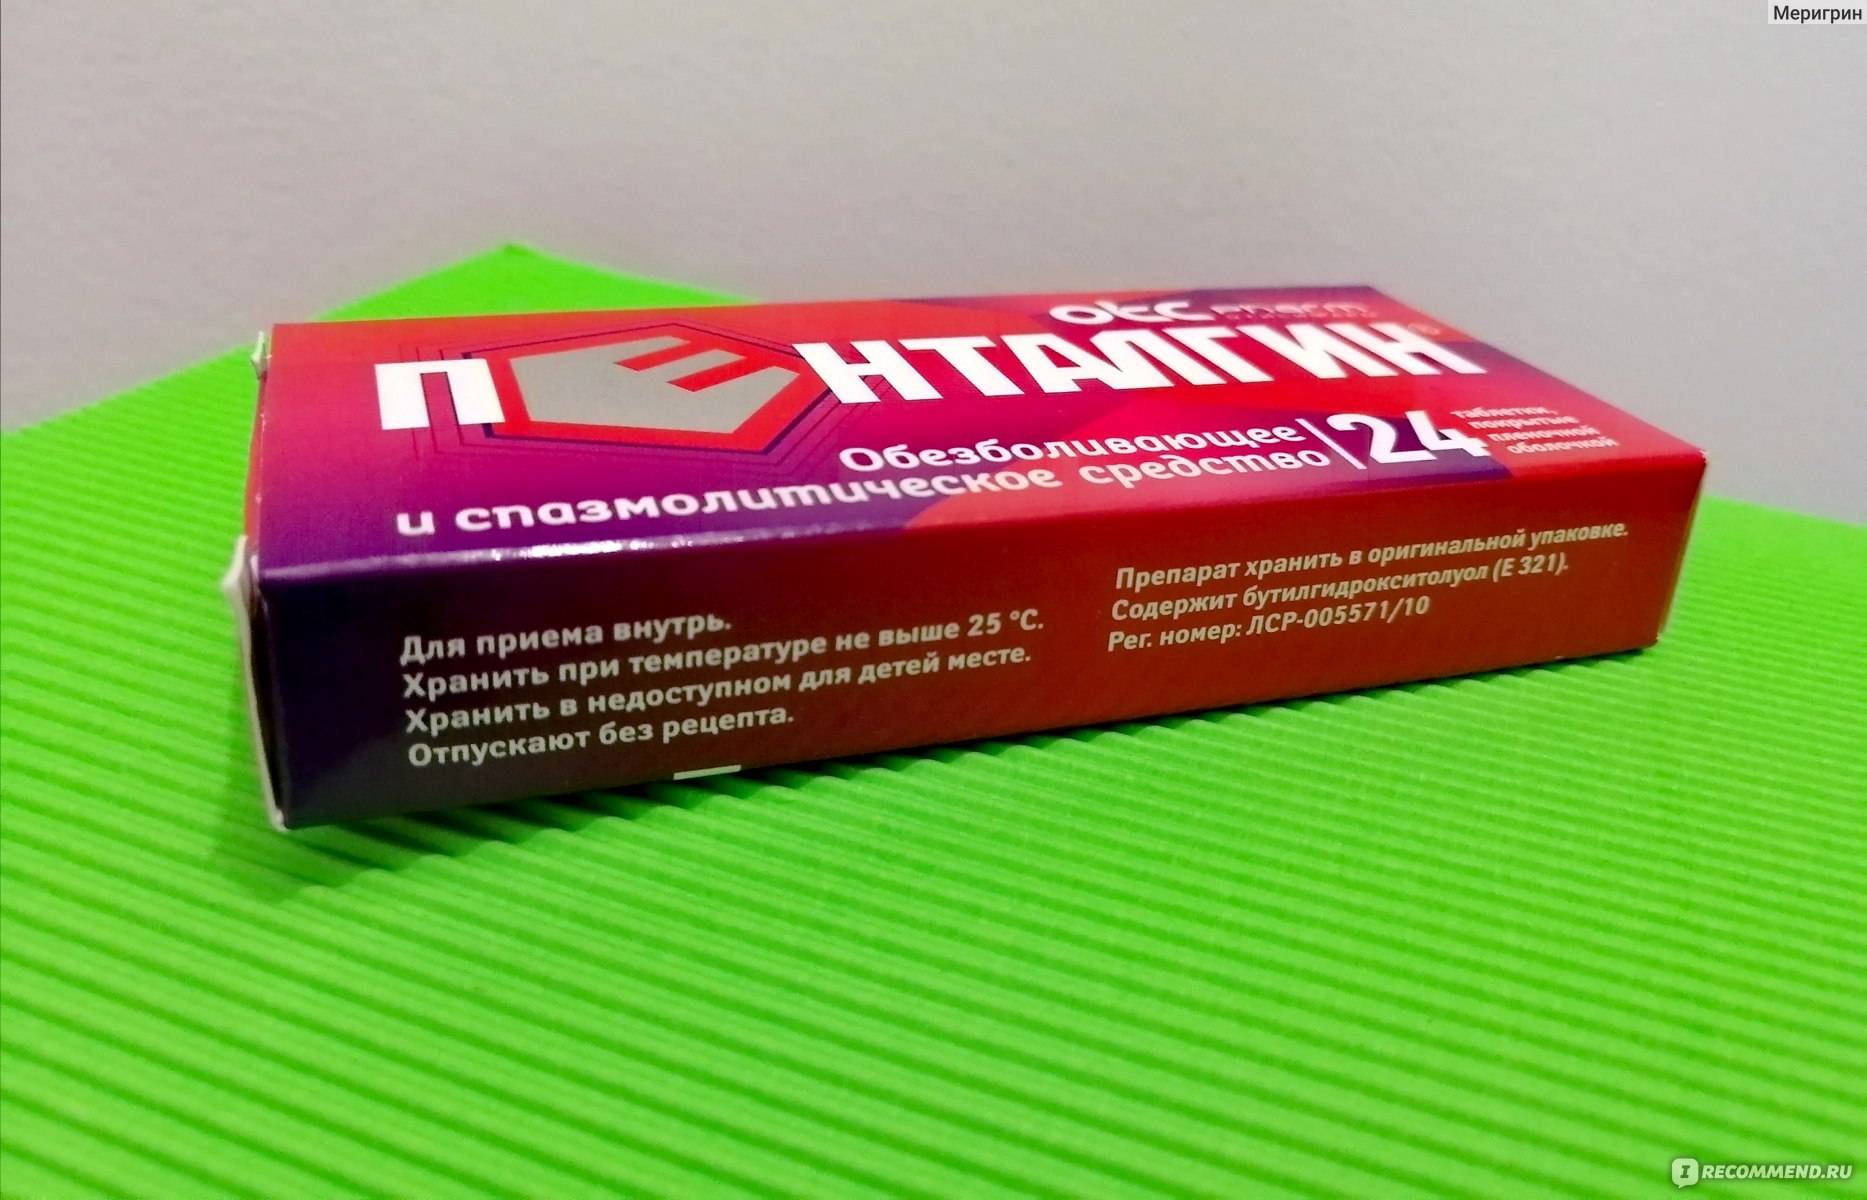 Меригрин
otc Pharm
ПЕНТАЛГИН®
Обезболивающее
и спазмолитическое средство
24
таблетки,
покрытые
пленочной
оболочкой
Для приема внутрь.
Хранить при температуре не выше 25 °C.
Хранить в недоступном для детей месте.
Отпускают без рецепта.
Препарат хранить в оригинальной упаковке.
Содержит бутилгидрокситолуол (Е 321).
Рег. номер: ЛСР-005571/10
IRECOMMEND.RU